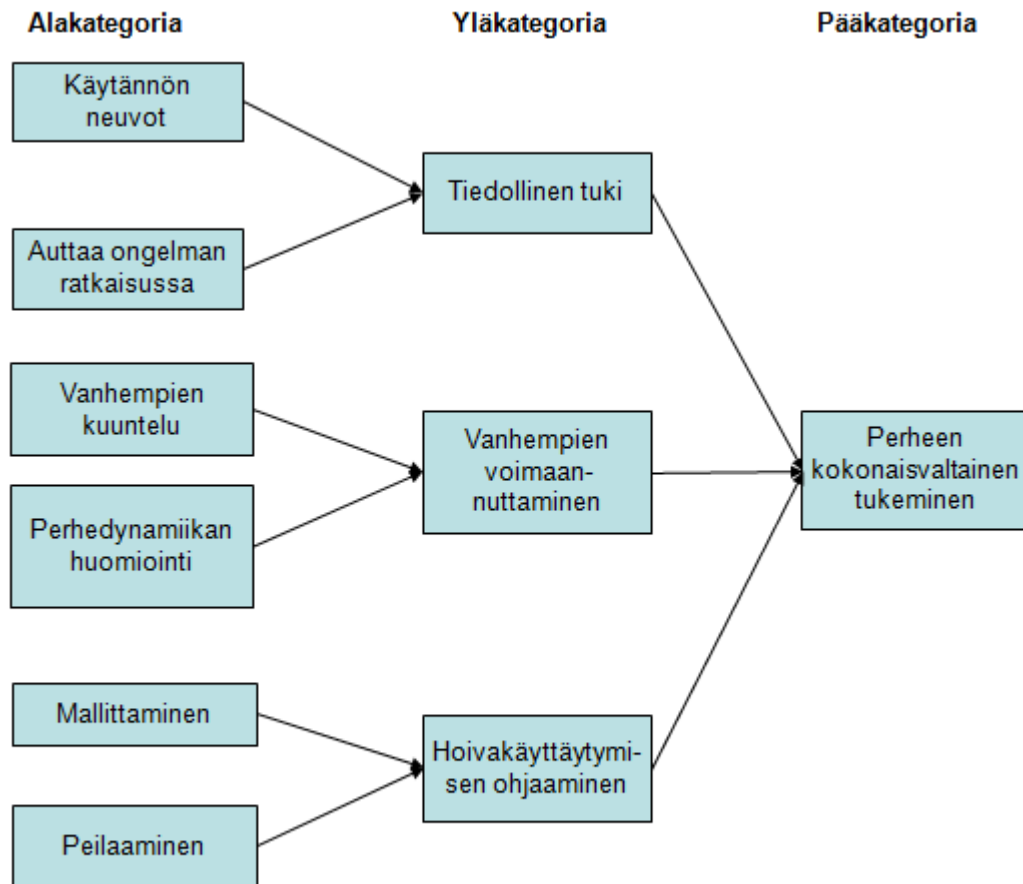 Alakategoria
Yläkategoria
Pääkategoria
Käytännön
neuvot
Auttaa ongelman
ratkaisussa
Vanhempien
kuuntelu
Perhedynamiikan
huomiointi
Mallittaminen
Peilaaminen
Tiedollinen tuki
Vanhempien
voimaan-
nuttaminen
Hoivakäyttäytymi-
sen ohjaaminen
Perheen
kokonaisvaltainen
tukeminen